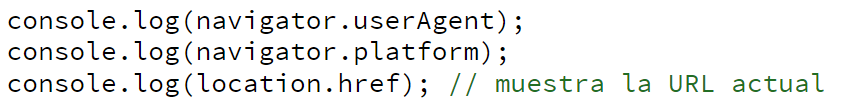 console.log(navigator.userAgent);
console.log(navigator.platform);
console.log(location.href); // muestra la URL actual